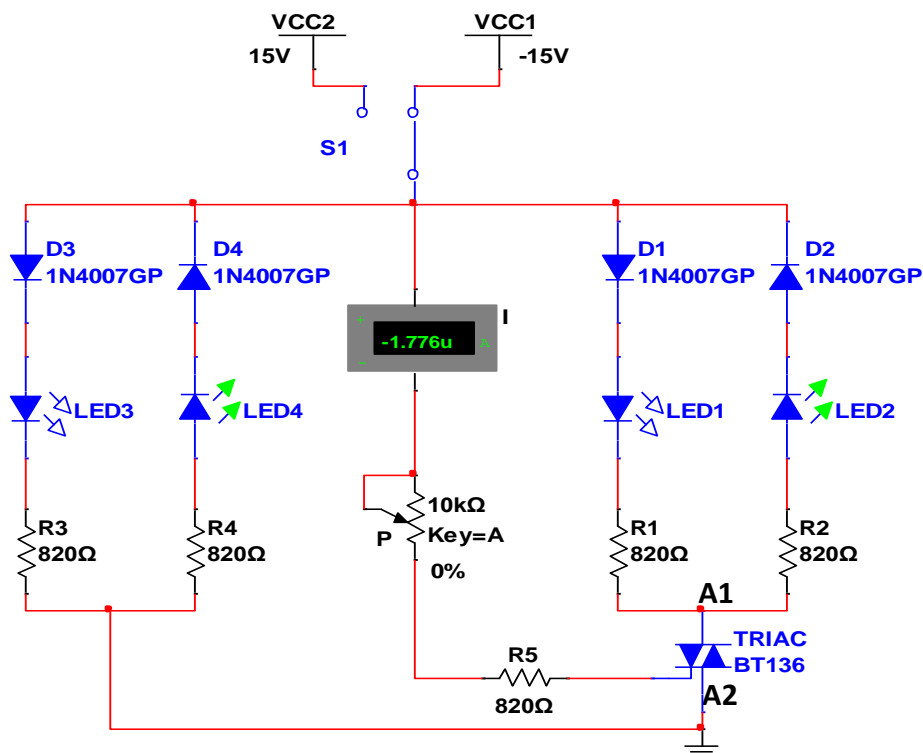 VCC2
VCC1
15V
-15V
S1
D3
1N4007GP
D4
1N4007GP
D1
1N4007GP
D2
1N4007GP
I
+
-1.776u
A
−
LED3
LED4
LED1
LED2
10kΩ
P
Key=A
0%
R3
820Ω
R4
820Ω
R1
820Ω
R2
820Ω
A1
TRIAC
BT136
R5
820Ω
A2